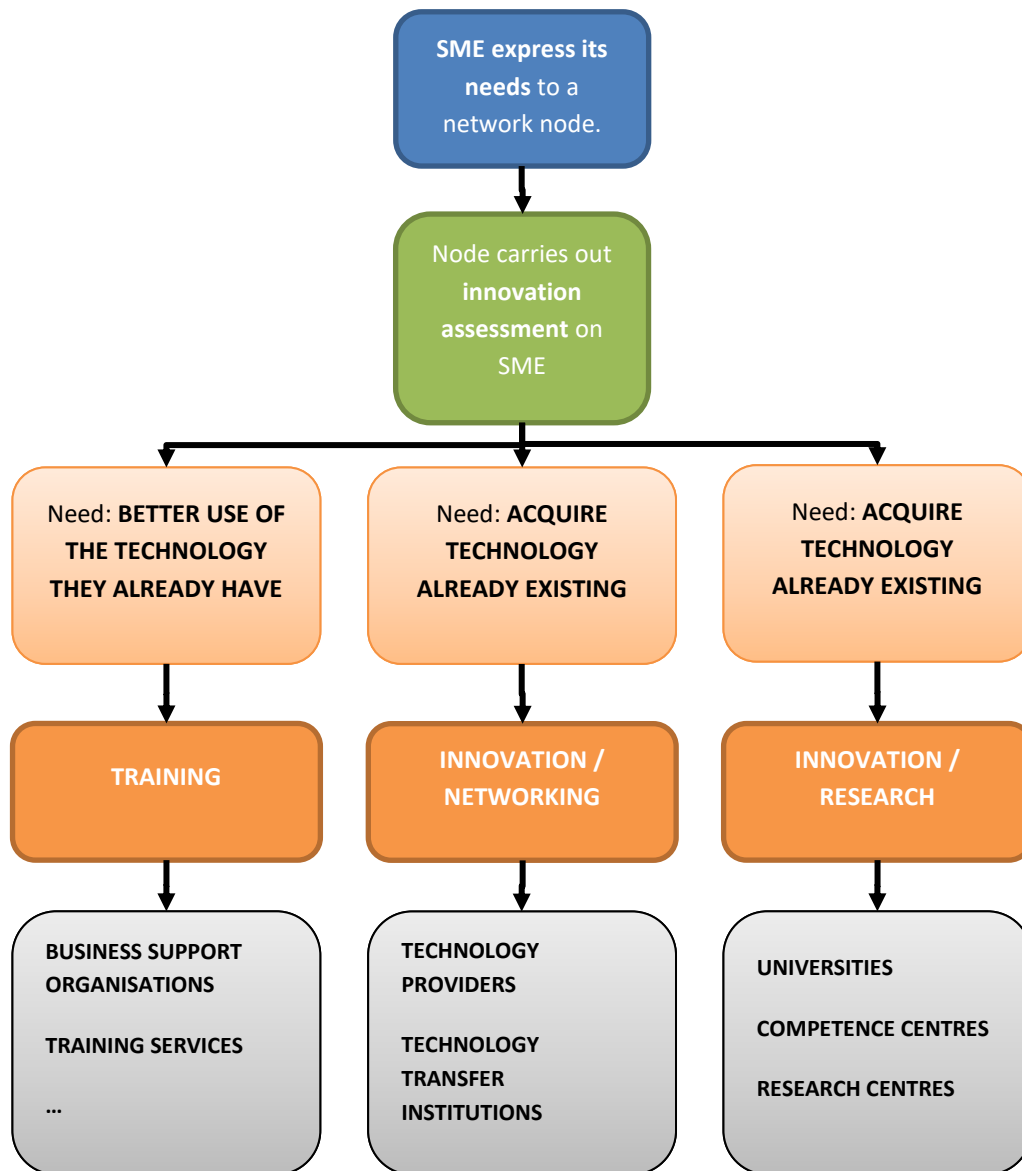 SME express its
needs to a
network node.
Node carries out
innovation
assessment on
SME
Need: BETTER USE OF
THE TECHNOLOGY
THEY ALREADY HAVE
Need: ACQUIRE
TECHNOLOGY
ALREADY EXISTING
Need: ACQUIRE
TECHNOLOGY
ALREADY EXISTING
TRAINING
INNOVATION /
NETWORKING
INNOVATION /
RESEARCH
BUSINESS SUPPORT
ORGANISATIONS
TRAINING SERVICES
...
TECHNOLOGY
PROVIDERS
TECHNOLOGY
TRANSFER
INSTITUTIONS
UNIVERSITIES
COMPETENCE CENTRES
RESEARCH CENTRES